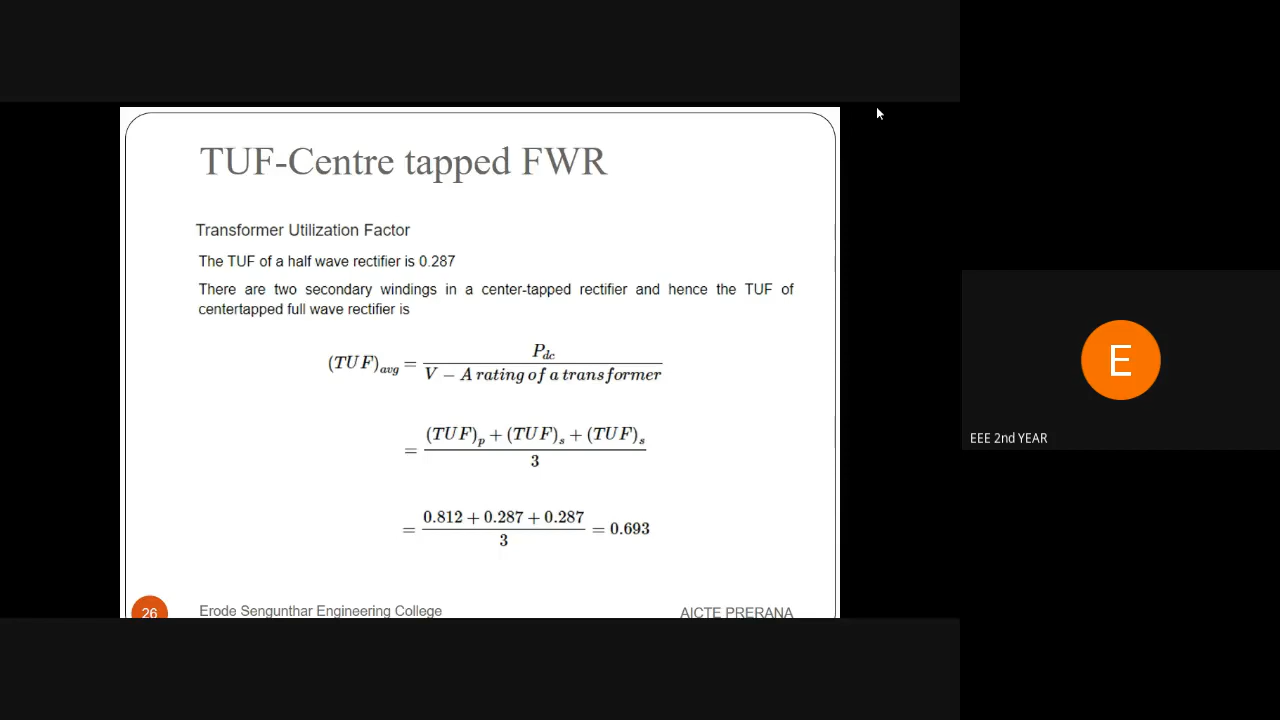 TUF-Centre tapped FWR
Transformer Utilization Factor
The TUF of a half wave rectifier is 0.287
There are two secondary windings in a center-tapped rectifier and hence the TUF of
centertapped full wave rectifier is
(TUF)avg = Pdc / V − A rating of a transformer
= (TUF)p + (TUF)s + (TUF)s / 3
= 0.812 + 0.287 + 0.287 / 3 = 0.693
26 Erode Sengunthar Engineering College AICTE PRERANA
E
EEE 2nd YEAR